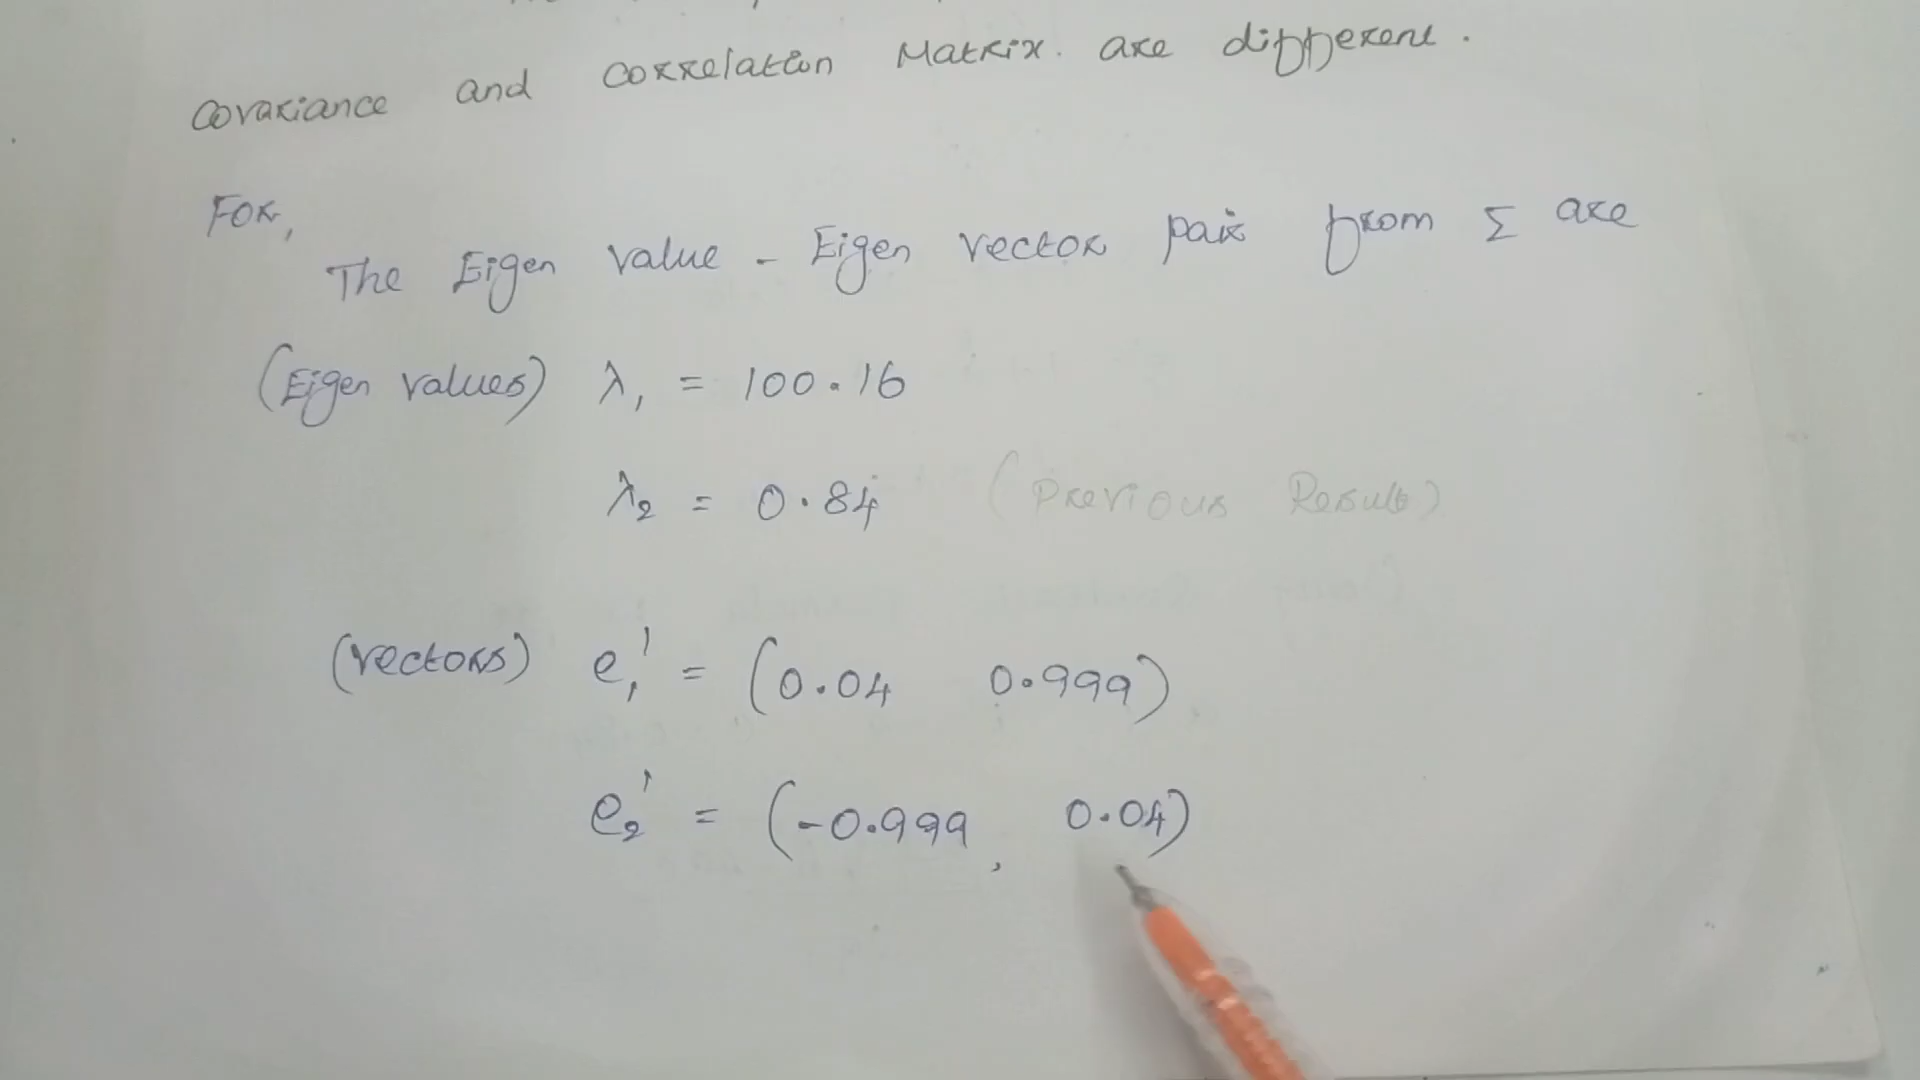 Covariance and Correlation Matrix. are different.
For,
The Eigen value - Eigen vector pair from Σ are
(Eigen values) λ₁ = 100.16
λ₂ = 0.84 (Previous Result)
(vectors) e₁' = (0.04 0.999)
e₂' = (-0.999, 0.04)